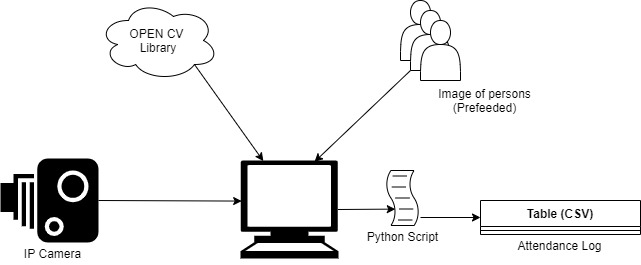 OPEN CV
Library
Image of persons
(Prefeeded)
IP Camera
Python Script
Table (CSV)
Attendance Log